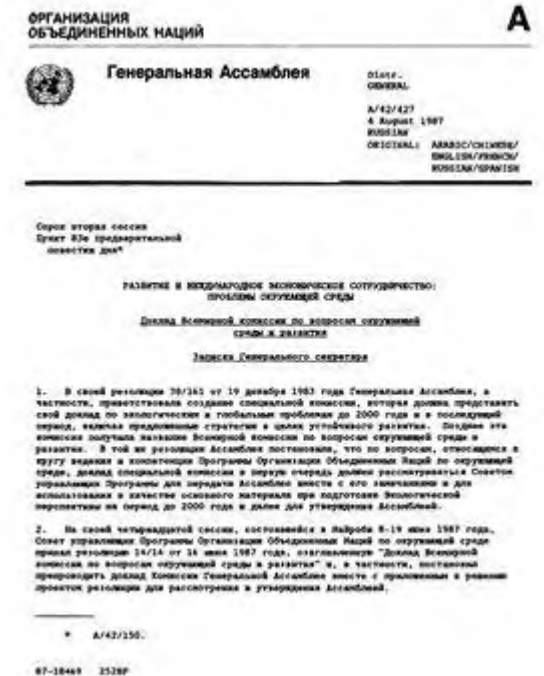 ОРГАНИЗАЦИЯ
ОБЪЕДИНЕННЫХ НАЦИЙ
A
Генеральная Ассамблея
Distr.
GENERAL
A/42/427
4 August 1987
RUSSIAN
ORIGINAL: ARABIC/CHINESE/
ENGLISH/FRENCH/
RUSSIAN/SPANISH
Сорок вторая сессия
Пункт 83e предварительной
повестки дня*
РАЗВИТИЕ И МЕЖДУНАРОДНОЕ ЭКОНОМИЧЕСКОЕ СОТРУДНИЧЕСТВО:
ПРОБЛЕМЫ ОКРУЖАЮЩЕЙ СРЕДЫ
Доклад Всемирной комиссии по вопросам окружающей
среды и развития
Записка Генерального секретаря
1. В своей резолюции 38/161 от 19 декабря 1983 года Генеральная Ассамблея, в
частности, приветствовала создание специальной комиссии, которая должна представить
свой доклад по экологическим и глобальным проблемам до 2000 года и в последующий
период, включая предложенные стратегии в целях устойчивого развития. Позднее эта
комиссия получила название Всемирной комиссии по вопросам окружающей среды и
развития. В той же резолюции Ассамблея постановила, что по вопросам, относящимся к
кругу ведения и компетенции Программы Организации Объединенных Наций по окружающей
среде, доклад специальной комиссии в первую очередь должен рассматриваться Советом
управляющих Программы для передачи Ассамблее вместе с его замечаниями и для
использования в качестве основного материала при подготовке Экологической
перспективы на период до 2000 года и далее для утверждения Ассамблеей.
2. На своей четырнадцатой сессии, состоявшейся в Найроби 8-19 июня 1987 года,
Совет управляющих Программы Организации Объединенных Наций по окружающей среде
принял резолюцию 14/14 от 16 июня 1987 года, озаглавленную "Доклад Всемирной
комиссии по вопросам окружающей среды и развития" и, в частности, постановил
препроводить доклад Комиссии Генеральной Ассамблее вместе с приложенным к решению
проектом резолюции для рассмотрения и утверждения Ассамблеей.
* A/42/150.
87-18469 2528P